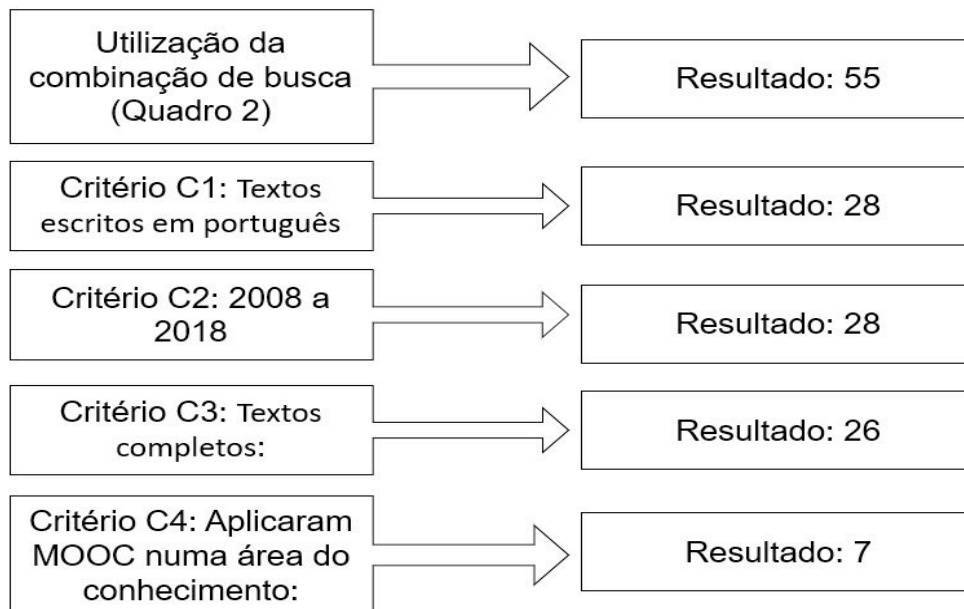 Utilização da
combinação de busca
(Quadro 2)
Resultado: 55
Critério C1: Textos
escritos em português
Resultado: 28
Critério C2: 2008 a
2018
Resultado: 28
Critério C3: Textos
completos:
Resultado: 26
Critério C4: Aplicaram
MOOC numa área do
conhecimento:
Resultado: 7